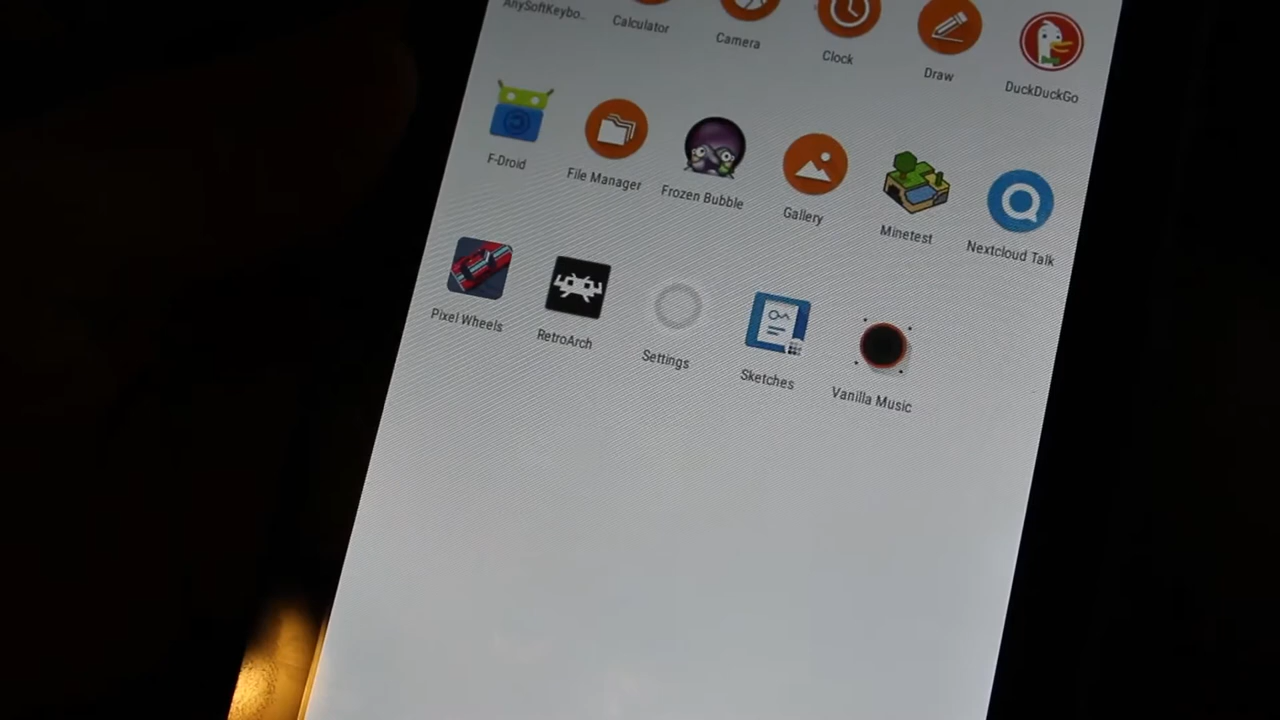 AnySoftKeybo..
Calculator
Camera
Clock
Draw
DuckDuckGo
F-Droid
File Manager
Frozen Bubble
Gallery
Minetest
Nextcloud Talk
Pixel Wheels
RetroArch
Settings
Sketches
Vanilla Music